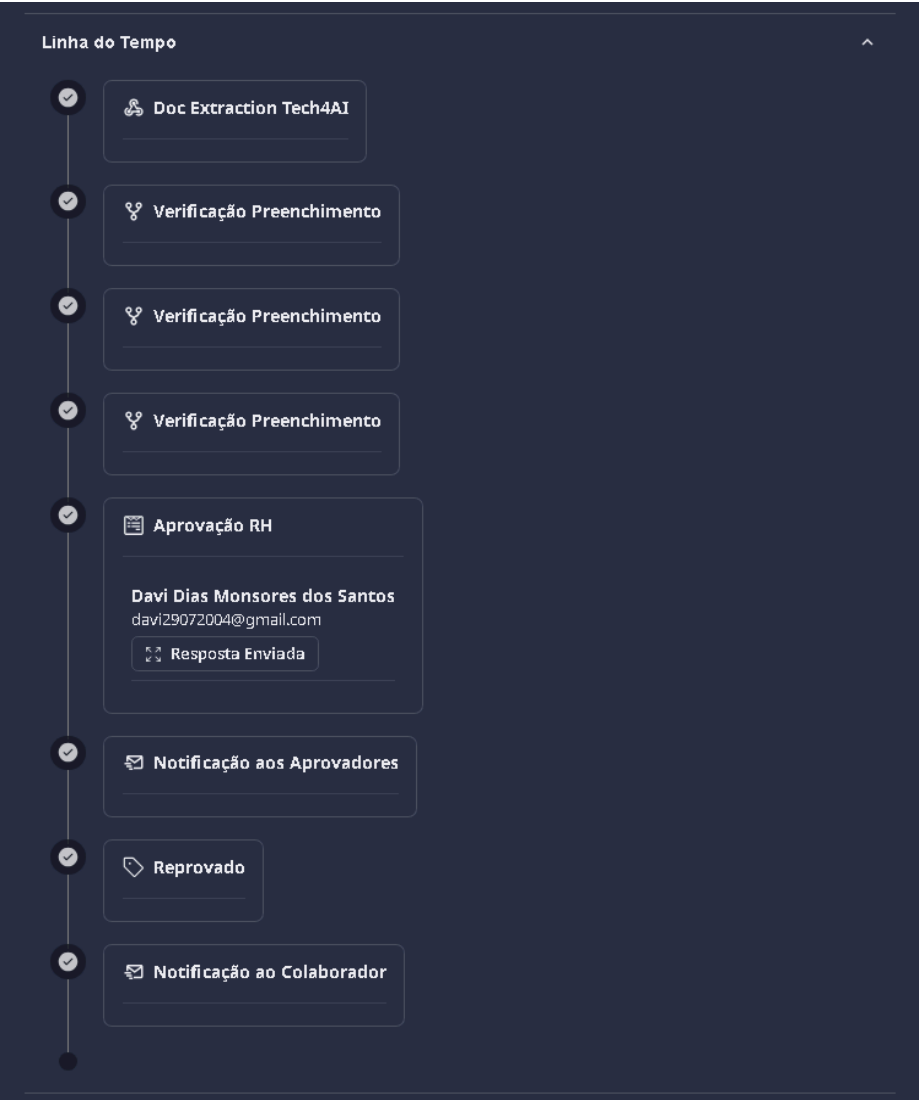 Linha do Tempo
Doc Extraction Tech4AI
Verificação Preenchimento
Verificação Preenchimento
Verificação Preenchimento
Aprovação RH
Davi Dias Monsores dos Santos
davi29072004@gmail.com
Resposta Enviada
Notificação aos Aprovadores
Reprovado
Notificação ao Colaborador